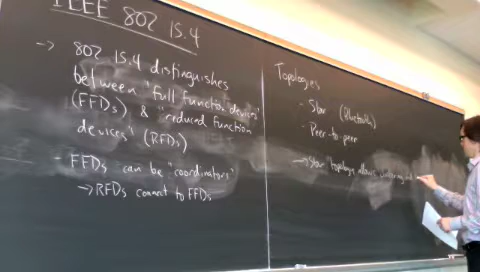 IEEE 802 15.4
→ 802 15.4 distinguishes
between "full function devices"
(FFDs) & "reduced function
devices" (RFDs)
- FFDs can be "coordinators"
→ RFDs connect to FFDs
Topologies
- Star (Bluetooth)
- Peer-to-peer
→ Star topology allows